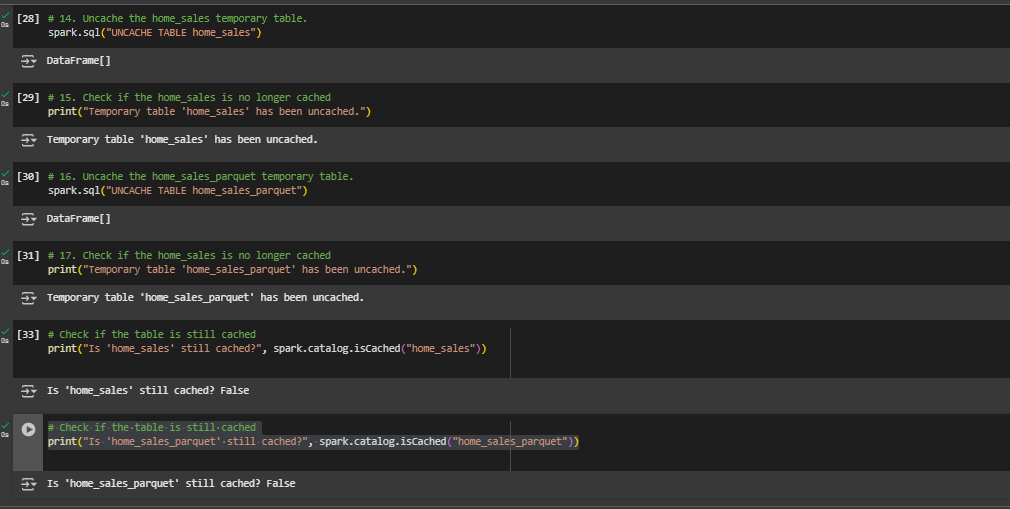 [28] # 14. Uncache the home_sales temporary table.
spark.sql("UNCACHE TABLE home_sales")
0s
DataFrame[]
[29] # 15. Check if the home_sales is no longer cached
print("Temporary table 'home_sales' has been uncached.")
0s
Temporary table 'home_sales' has been uncached.
[30] # 16. Uncache the home_sales_parquet temporary table.
spark.sql("UNCACHE TABLE home_sales_parquet")
0s
DataFrame[]
[31] # 17. Check if the home_sales is no longer cached
print("Temporary table 'home_sales_parquet' has been uncached.")
0s
Temporary table 'home_sales_parquet' has been uncached.
[33] # Check if the table is still cached
print("Is 'home_sales' still cached?", spark.catalog.isCached("home_sales"))
0s
Is 'home_sales' still cached? False
# Check if the table is still cached
print("Is 'home_sales_parquet' still cached?", spark.catalog.isCached("home_sales_parquet"))
0s
Is 'home_sales_parquet' still cached? False